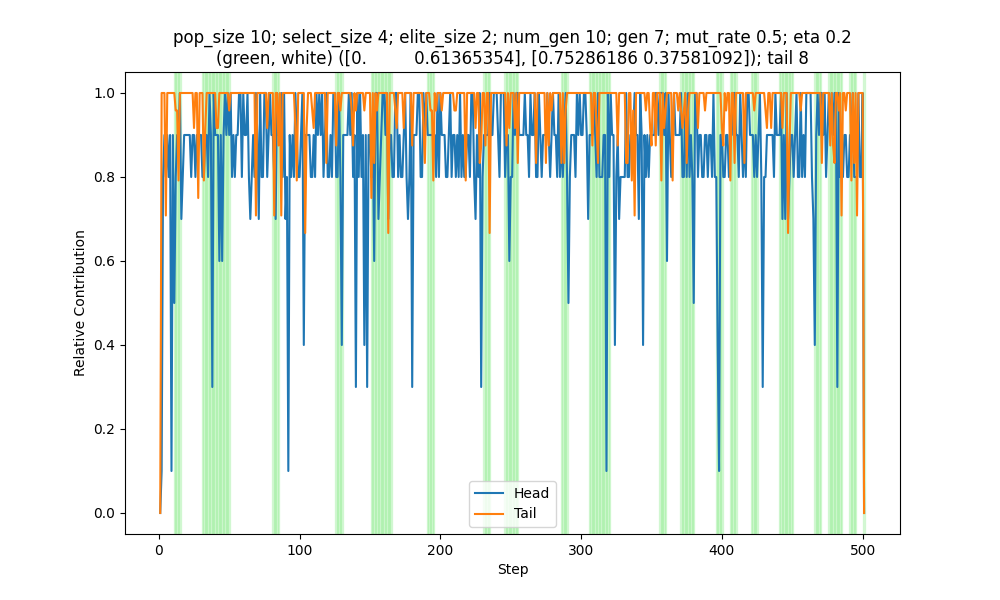 pop_size 10; select_size 4; elite_size 2; num_gen 10; gen 7; mut_rate 0.5; eta 0.2
(green, white) ([0.         0.61365354], [0.75286186 0.37581092]); tail 8
1.0
0.8
0.6
0.4
0.2
0.0
Relative Contribution
Head
Tail
0
100
200
300
400
500
Step